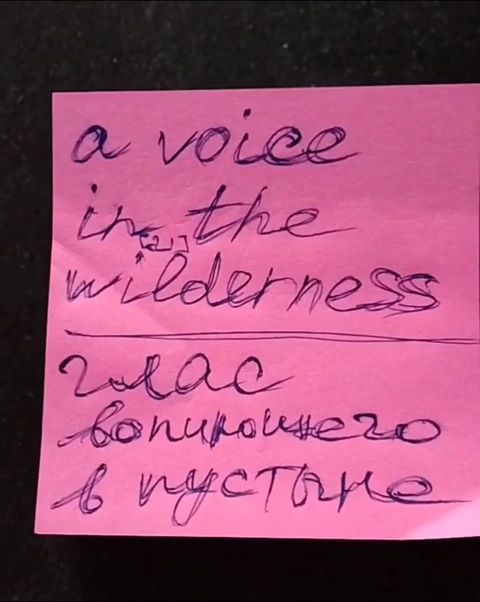 a voice
in the
wilderness
глас
вопиющего
в пустыне